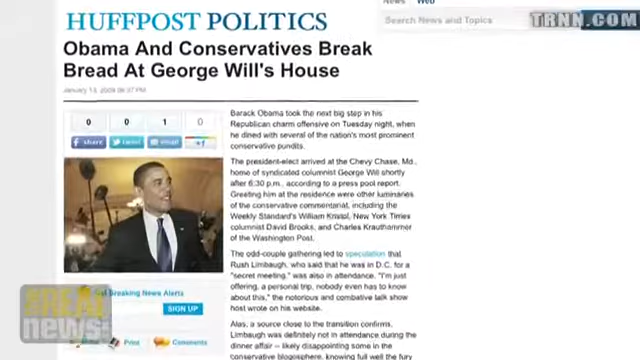 News Web
Search News and Topics
TRNN.COM
HUFFPOST POLITICS
Obama And Conservatives Break
Bread At George Will's House
January 13, 2009 06:37 PM
0 0 1 0
share tweet email +1
Barack Obama took the next big step in his
Republican charm offensive on Tuesday night, when
he dined with several of the nation's most prominent
conservative pundits.
The president-elect arrived at the Chevy Chase, Md.,
home of syndicated columnist George Will shortly
after 6:30 p.m., according to a press pool report.
Greeting him at the residence were other luminaries
of the conservative commentariat, including the
Weekly Standard's William Kristol, New York Times
columnist David Brooks, and Charles Krauthammer
of the Washington Post.
The odd-couple gathering led to speculation that
Rush Limbaugh, who said that he was in D.C. for a
"secret meeting," was also in attendance. "I'm just
offering, a personal trip, nobody even has to know
about this," the notorious and combative talk show
host wrote on his website.
Get Breaking News Alerts
SIGN UP
THE REAL
news
Print Comments
Alas, a source close to the transition confirms,
Limbaugh was definitely not in attendance during the
dinner affair -- likely disappointing some in the
conservative blogosphere, knowing full well the fury